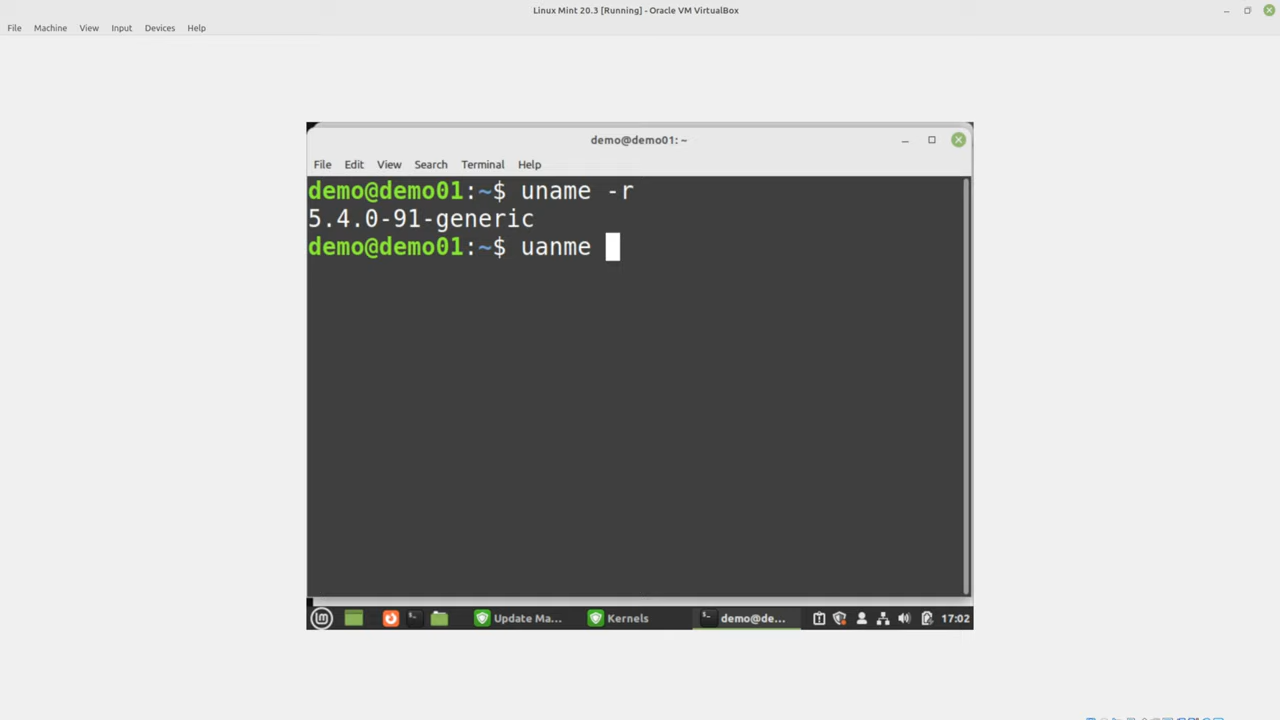 Linux Mint 20.3 [Running] - Oracle VM VirtualBox
File Machine View Input Devices Help
demo@demo01: ~
File Edit View Search Terminal Help
demo@demo01:~$ uname -r
5.4.0-91-generic
demo@demo01:~$ uanme
Update Ma... Kernels demo@de... 17:02